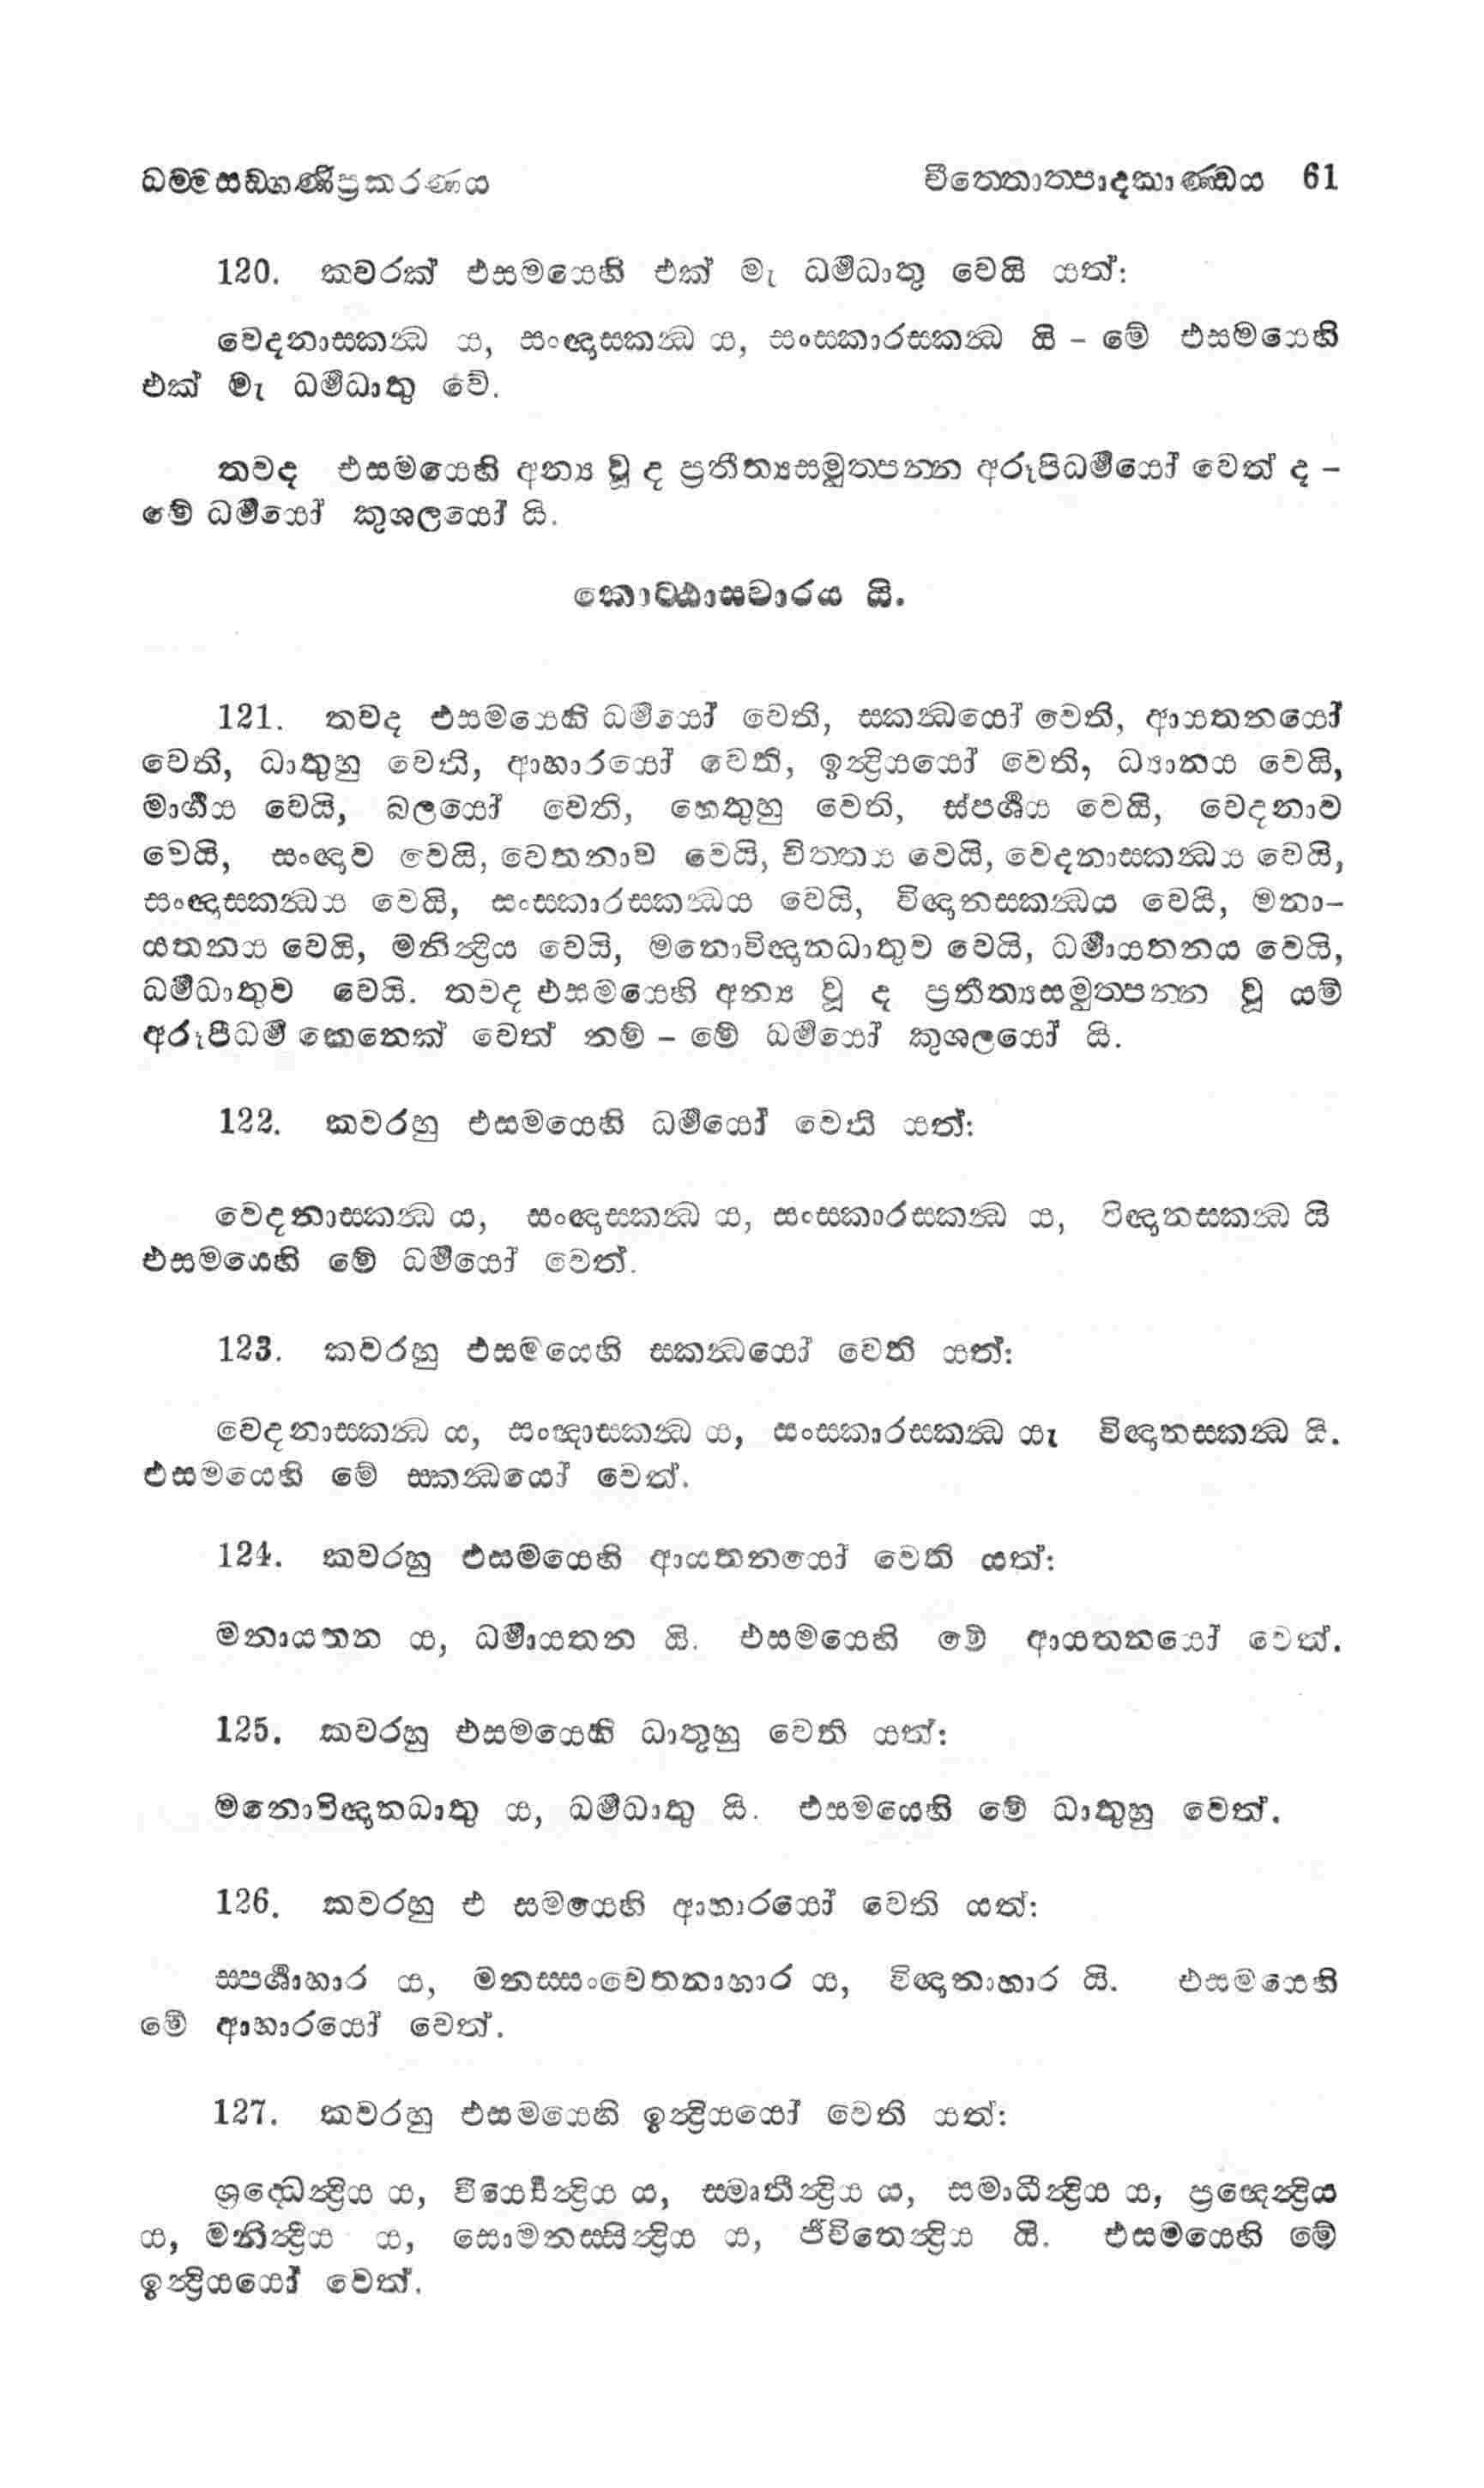 ධම්මසඞ්ගණීප්‍රකරණය චිත්තොත්පාදකාණ්ඩය 61
120. කවරක් එසමයෙහි එක් මැ ධර්‍මධාතු වෙයි යත්:
වෙදනාස්කන්‍ධ ය, සංඥාස්කන්‍ධ ය, සංස්කාරස්කන්‍ධ යි – මේ එසමයෙහි
එක් මැ ධර්‍මධාතු වේ.
තවද එසමයෙහි අන්‍ය වූ ද ප්‍රතීත්‍යසමුත්පන්න අරූපිධර්‍මයෝ වෙත් ද –
මේ ධර්‍මයෝ කුශලයෝ යි.
කොට්ඨාසවාරය යි.
121. තවද එසමයෙහි ධර්‍මයෝ වෙති, ස්කන්‍ධයෝ වෙති, ආයතනයෝ
වෙති, ධාතුහු වෙති, ආහාරයෝ වෙති, ඉන්‍ද්‍රියයෝ වෙති, ධ්‍යානය වෙයි,
මාර්‍ගය වෙයි, බලයෝ වෙති, හෙතුහු වෙති, ස්පර්‍ශය වෙයි, වෙදනාව
වෙයි, සංඥාව වෙයි, චෙතනාව වෙයි, චිත්තය වෙයි, වෙදනාස්කන්‍ධය වෙයි,
සංඥාස්කන්‍ධය වෙයි, සංස්කාරස්කන්‍ධය වෙයි, විඥානස්කන්‍ධය වෙයි, මනා–
යතනය වෙයි, මනින්‍ද්‍රිය වෙයි, මනොවිඥානධාතුව වෙයි, ධර්‍මායතනය වෙයි,
ධර්‍මධාතුව වෙයි. තවද එසමයෙහි අන්‍ය වූ ද ප්‍රතීත්‍යසමුත්පන්න වූ යම්
අරූපීධර්‍ම කෙනෙක් වෙත් නම් – මේ ධර්‍මයෝ කුශලයෝ යි.
122. කවරහු එසමයෙහි ධර්‍මයෝ වෙති යත්:
වෙදනාස්කන්‍ධ ය, සංඥාස්කන්‍ධ ය, සංස්කාරස්කන්‍ධ ය, විඥානස්කන්‍ධ යි
එසමයෙහි මේ ධර්‍මයෝ වෙත්.
123. කවරහු එසමයෙහි ස්කන්‍ධයෝ වෙති යත්:
වෙදනාස්කන්‍ධ ය, සංඥාස්කන්‍ධ ය, සංස්කාරස්කන්‍ධ යැ විඥානස්කන්‍ධ යි.
එසමයෙහි මේ ස්කන්‍ධයෝ වෙත්.
124. කවරහු එසමයෙහි ආයතනයෝ වෙති යත්:
මනායතන ය, ධර්‍මායතන යි. එසමයෙහි මේ ආයතනයෝ වෙත්.
125. කවරහු එසමයෙහි ධාතුහු වෙති යත්:
මනොවිඥානධාතු ය, ධර්‍මධාතු යි. එසමයෙහි මේ ධාතුහු වෙත්.
126. කවරහු එ සමයෙහි ආහාරයෝ වෙති යත්:
ස්පර්‍ශාහාර ය, මනස්සංචෙතනාහාර ය, විඥානාහාර යි. එසමයෙහි
මේ ආහාරයෝ වෙත්.
127. කවරහු එසමයෙහි ඉන්‍ද්‍රියයෝ වෙති යත්:
ශ්‍රද්ධෙන්‍ද්‍රිය ය, වීර්‍ය්‍යෙන්‍ද්‍රිය ය, ස්මෘතීන්‍ද්‍රිය ය, සමාධීන්‍ද්‍රිය ය, ප්‍රඥෙන්‍ද්‍රිය
ය, මනින්‍ද්‍රිය ය, සොමනස්සින්‍ද්‍රිය ය, ජීවිතෙන්‍ද්‍රිය යි. එසමයෙහි මේ
ඉන්‍ද්‍රියයෝ වෙත්.